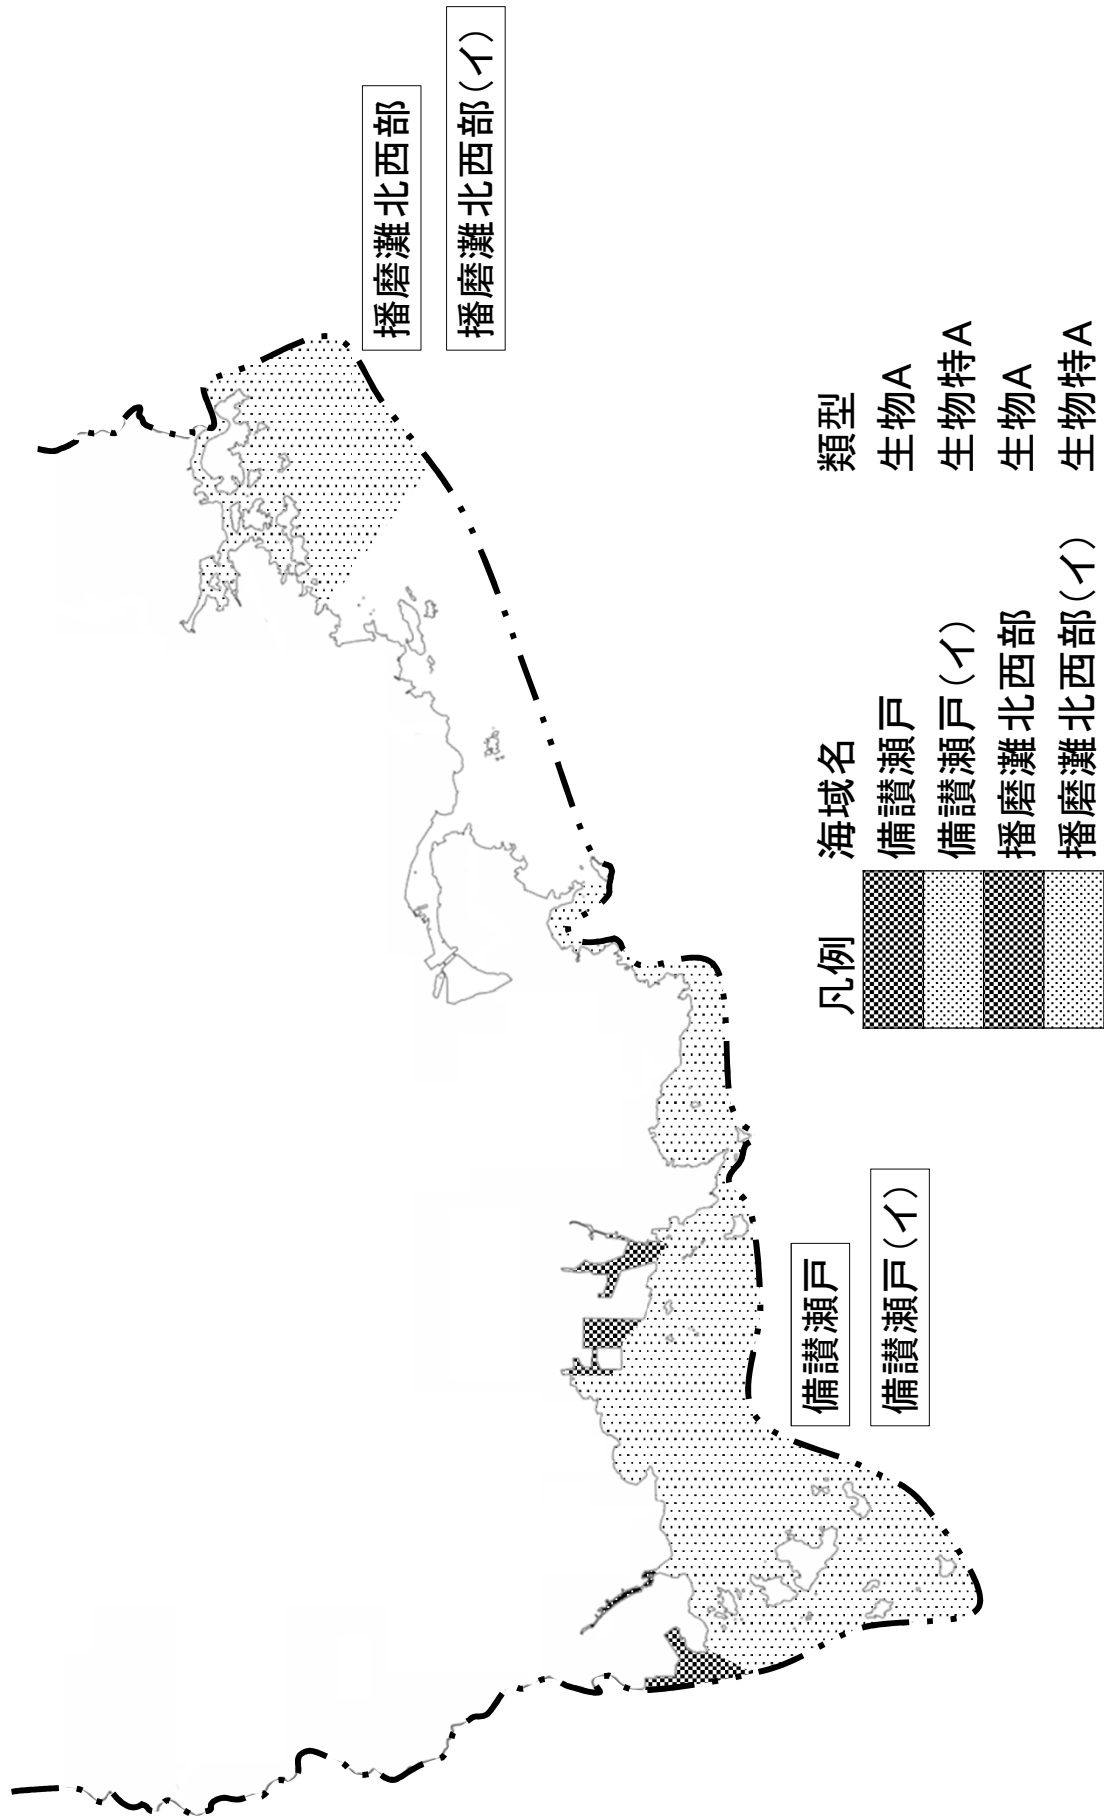 播磨灘北西部
播磨灘北西部(イ)
備讃瀬戸
備讃瀬戸(イ)
凡例 海域名 類型
備讃瀬戸 生物A
備讃瀬戸(イ) 生物特A
播磨灘北西部 生物A
播磨灘北西部(イ) 生物特A